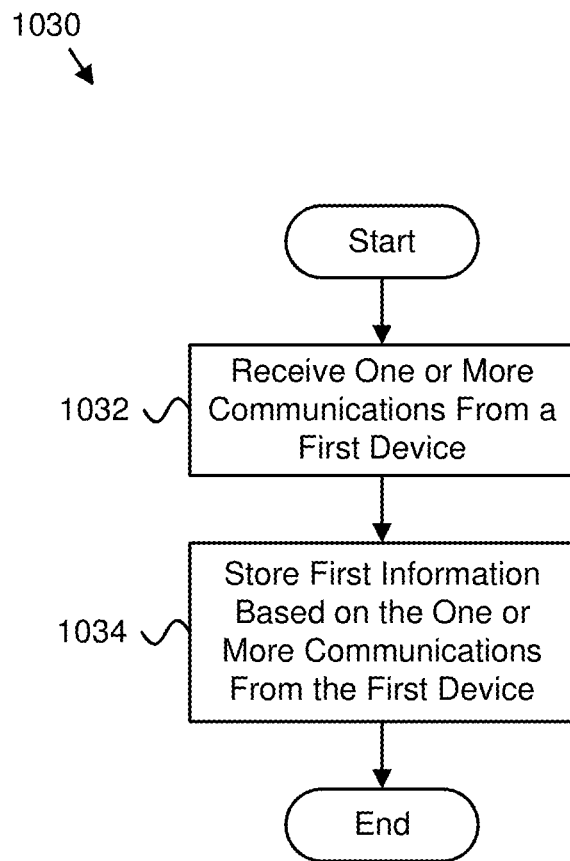 1030
Start
1032
Receive One or More
Communications From a
First Device
1034
Store First Information
Based on the One or
More Communications
From the First Device
End